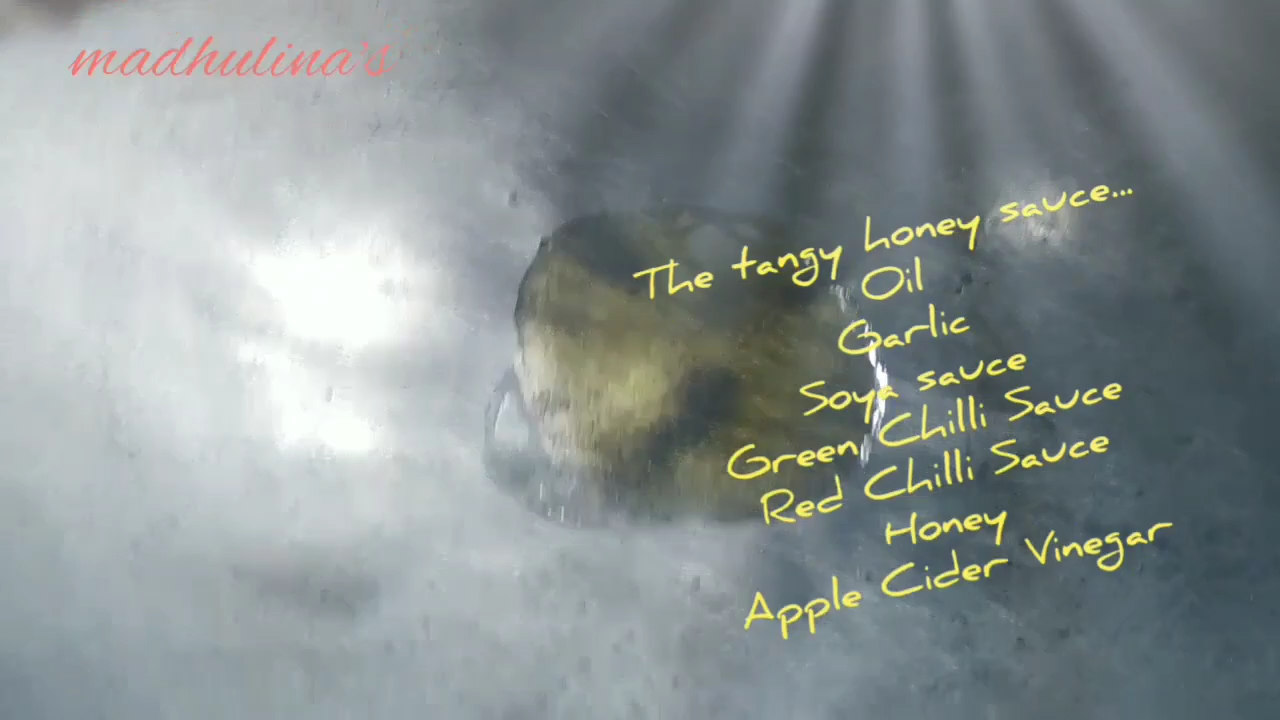 madhulina's
The tangy honey sauce...
Oil
Garlic
Soya sauce
Green Chilli Sauce
Red Chilli Sauce
Honey
Apple Cider Vinegar